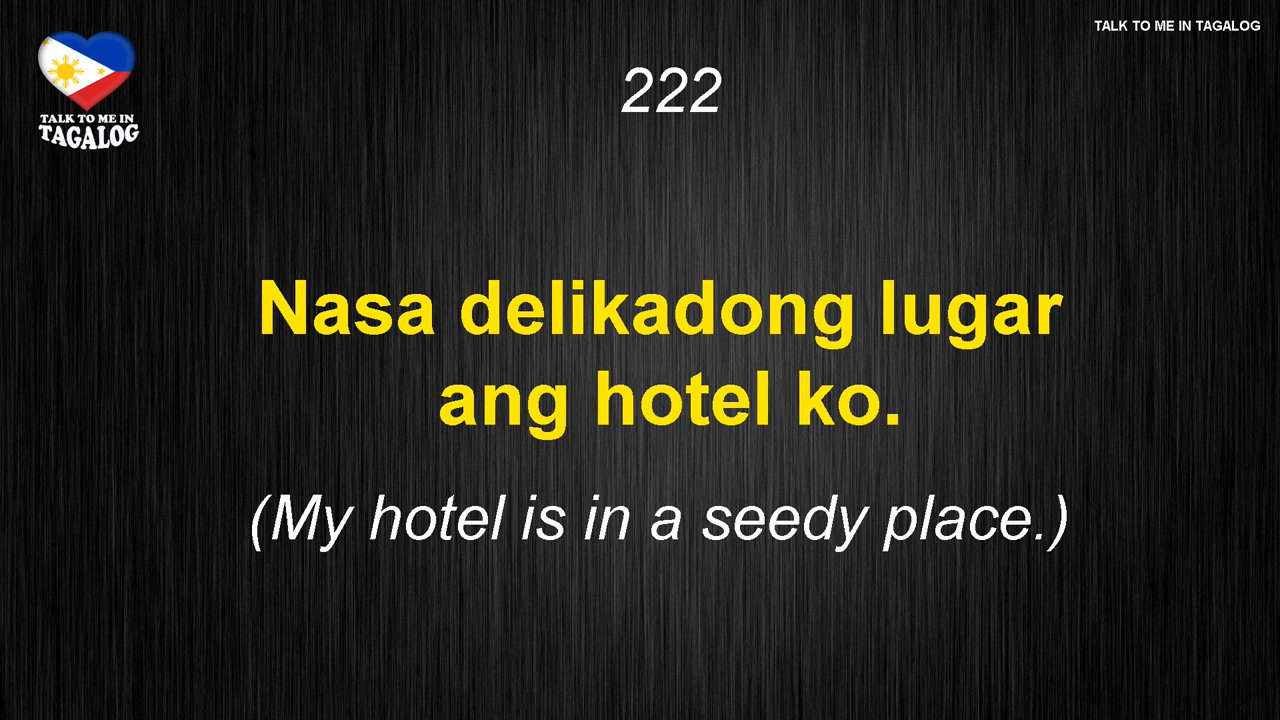 TALK TO ME IN TAGALOG
222
TALK TO ME IN
TAGALOG
Nasa delikadong lugar
ang hotel ko.
(My hotel is in a seedy place.)